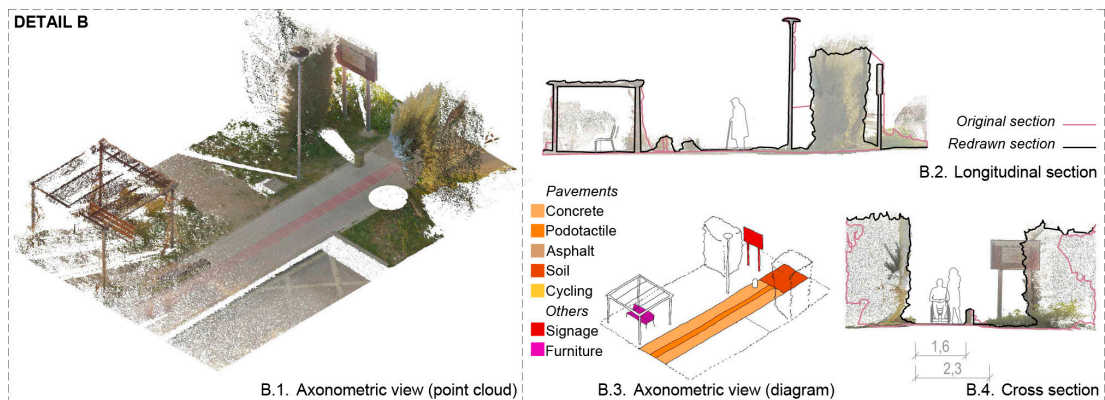 DETAIL B
B.1. Axonometric view (point cloud)
Original section
Redrawn section
B.2. Longitudinal section
Pavements
Concrete
Podotactile
Asphalt
Soil
Cycling
Others
Signage
Furniture
B.3. Axonometric view (diagram)
1,6
2,3
B.4. Cross section